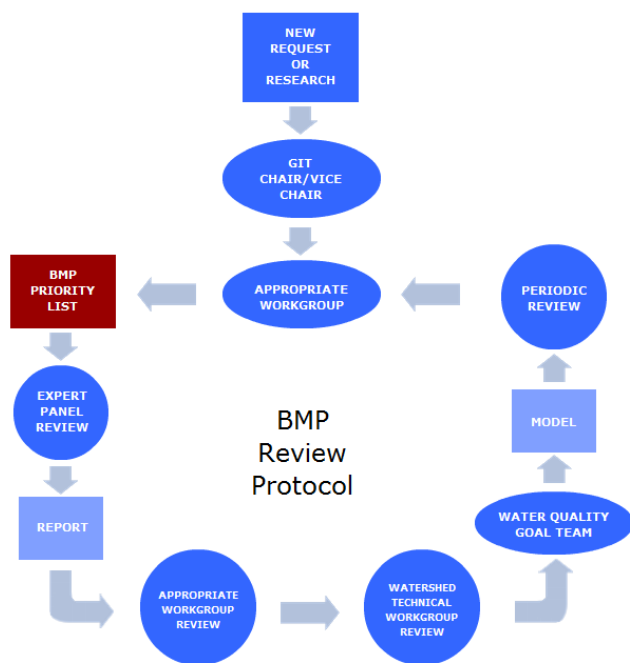 NEW
REQUEST
OR
RESEARCH
GIT
CHAIR/VICE
CHAIR
APPROPRIATE
WORKGROUP
BMP
PRIORITY
LIST
EXPERT
PANEL
REVIEW
REPORT
APPROPRIATE
WORKGROUP
REVIEW
WATERSHED
TECHNICAL
WORKGROUP
REVIEW
WATER QUALITY
GOAL TEAM
MODEL
PERIODIC
REVIEW
BMP
Review
Protocol